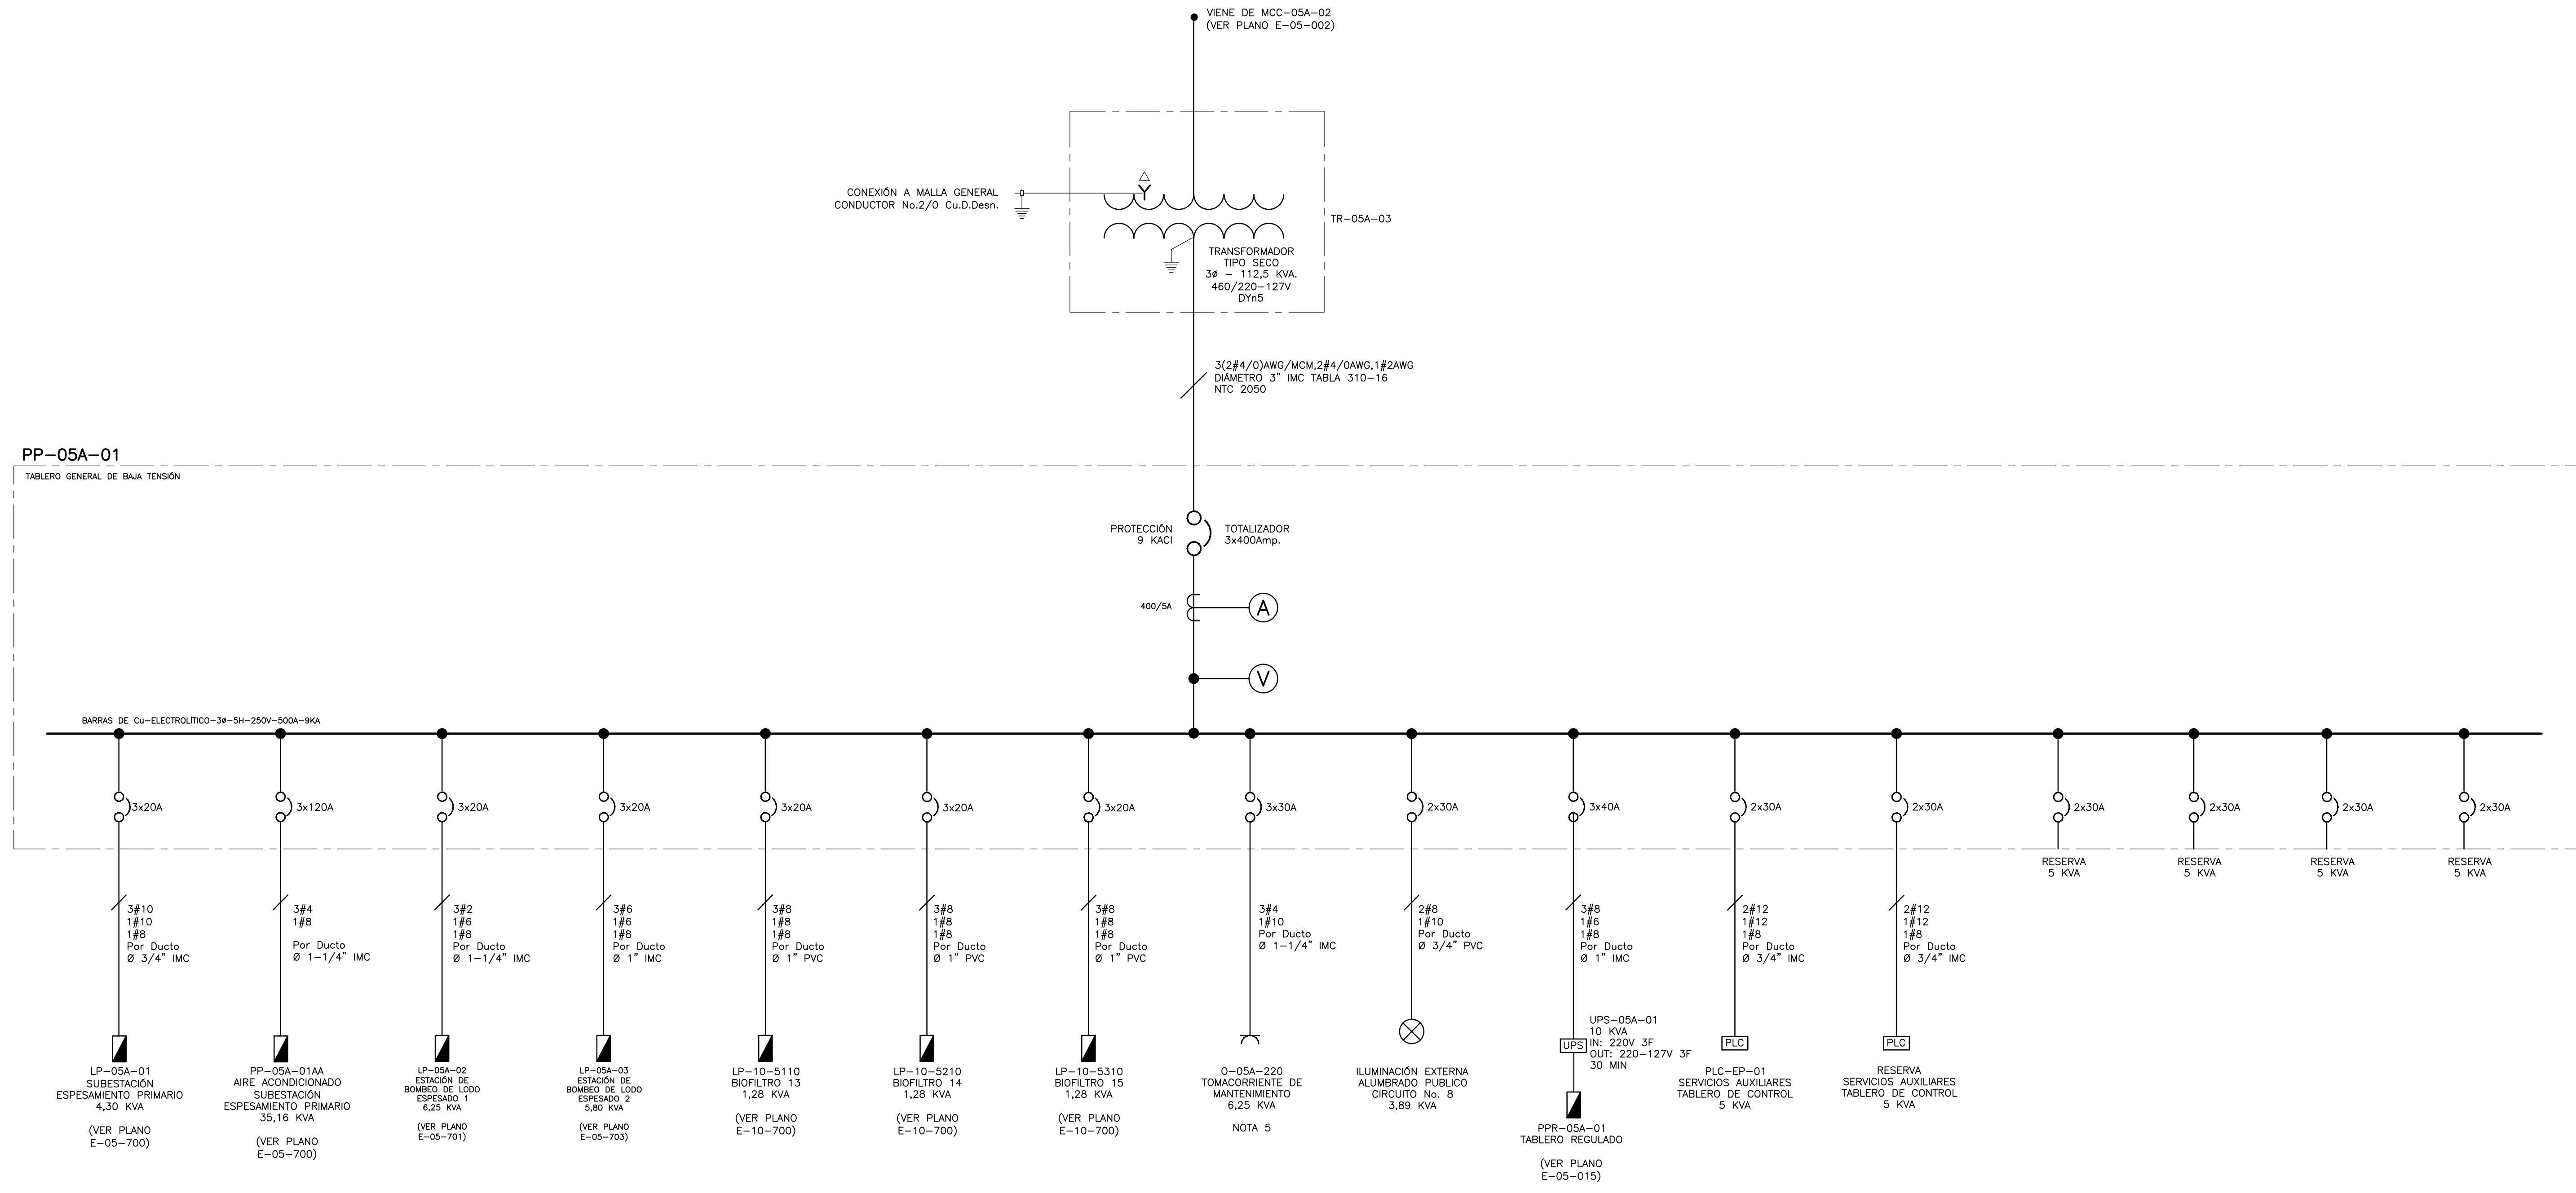 VIENE DE MCC-05A-02
(VER PLANO E-05-002)
CONEXIÓN A MALLA GENERAL
CONDUCTOR No.2/0 Cu.D.Desn.
TR-05A-03
TRANSFORMADOR
TIPO SECO
3ø - 112,5 KVA.
460/220-127V
DYn5
3(2#4/0)AWG/MCM,2#4/0AWG,1#2AWG
DIÁMETRO 3" IMC TABLA 310-16
NTC 2050
PP-05A-01
TABLERO GENERAL DE BAJA TENSIÓN
PROTECCIÓN
9 KACI
TOTALIZADOR
3x400Amp.
400/5A
A
V
BARRAS DE Cu-ELECTROLÍTICO-3ø-5H-250V-500A-9KA
3x20A
3x120A
3x20A
3x20A
3x20A
3x20A
3x20A
3x30A
2x30A
3x40A
2x30A
2x30A
2x30A
2x30A
2x30A
2x30A
3#10
1#10
1#8
Por Ducto
Ø 3/4" IMC
LP-05A-01
SUBESTACIÓN
ESPESAMIENTO PRIMARIO
4,30 KVA
(VER PLANO
E-05-700)
3#4
1#8
Por Ducto
Ø 1-1/4" IMC
PP-05A-01AA
AIRE ACONDICIONADO
SUBESTACIÓN
ESPESAMIENTO PRIMARIO
35,16 KVA
(VER PLANO
E-05-700)
3#2
1#6
1#8
Por Ducto
Ø 1-1/4" IMC
LP-05A-02
ESTACIÓN DE
BOMBEO DE LODO
ESPESADO 1
6,25 KVA
(VER PLANO
E-05-701)
3#6
1#6
1#8
Por Ducto
Ø 1" IMC
LP-05A-03
ESTACIÓN DE
BOMBEO DE LODO
ESPESADO 2
5,80 KVA
(VER PLANO
E-05-703)
3#8
1#8
1#8
Por Ducto
Ø 1" PVC
LP-10-5110
BIOFILTRO 13
1,28 KVA
(VER PLANO
E-10-700)
3#8
1#8
1#8
Por Ducto
Ø 1" PVC
LP-10-5210
BIOFILTRO 14
1,28 KVA
(VER PLANO
E-10-700)
3#8
1#8
1#8
Por Ducto
Ø 1" PVC
LP-10-5310
BIOFILTRO 15
1,28 KVA
(VER PLANO
E-10-700)
3#4
1#10
Por Ducto
Ø 1-1/4" IMC
O-05A-220
TOMACORRIENTE DE
MANTENIMIENTO
6,25 KVA
NOTA 5
2#8
1#10
Por Ducto
Ø 3/4" PVC
ILUMINACIÓN EXTERNA
ALUMBRADO PUBLICO
CIRCUITO No. 8
3,89 KVA
3#8
1#6
1#8
Por Ducto
Ø 1" IMC
UPS
UPS-05A-01
10 KVA
IN: 220V 3F
OUT: 220-127V 3F
30 MIN
PPR-05A-01
TABLERO REGULADO
(VER PLANO
E-05-015)
2#12
1#12
1#8
Por Ducto
Ø 3/4" IMC
PLC
PLC-EP-01
SERVICIOS AUXILIARES
TABLERO DE CONTROL
5 KVA
2#12
1#12
1#8
Por Ducto
Ø 3/4" IMC
PLC
RESERVA
SERVICIOS AUXILIARES
TABLERO DE CONTROL
5 KVA
RESERVA
5 KVA
RESERVA
5 KVA
RESERVA
5 KVA
RESERVA
5 KVA